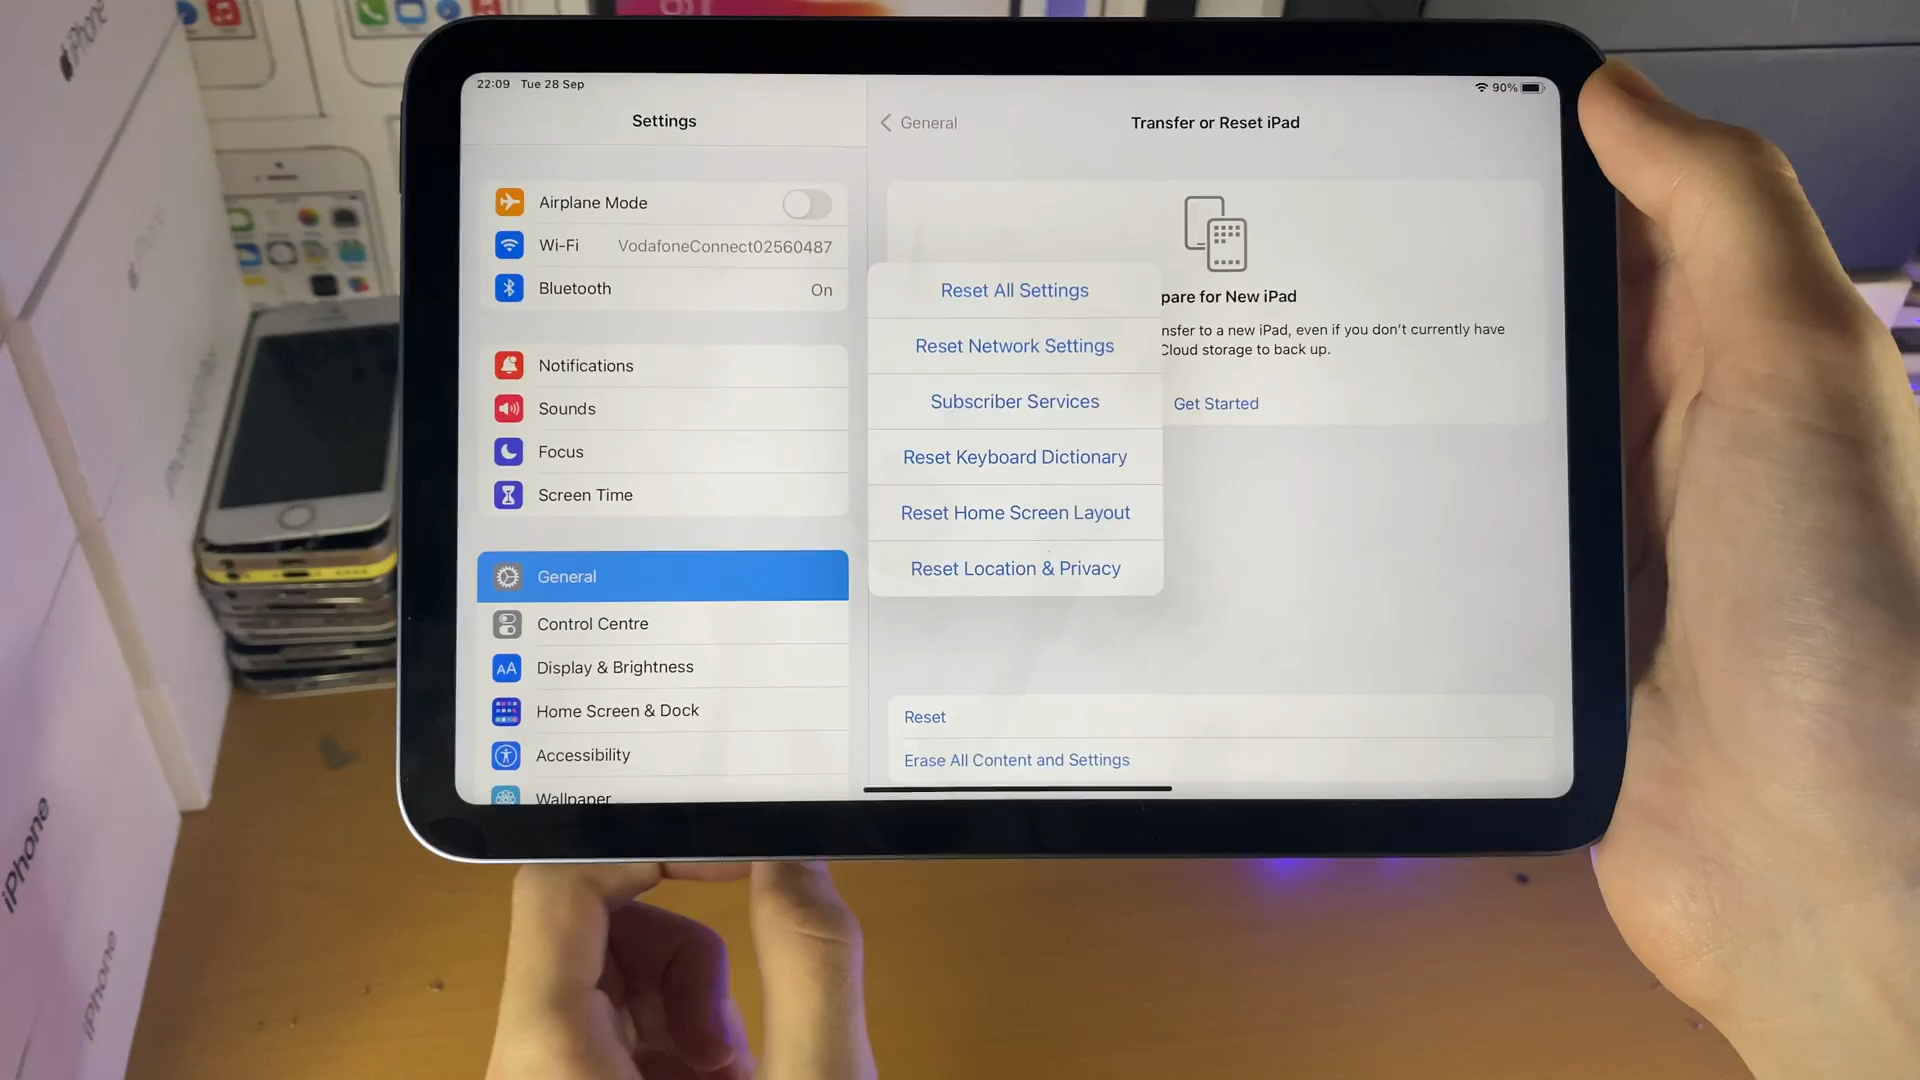 iPhone
iPhone
iPhone
22:09 Tue 28 Sep
90%
Settings
Airplane Mode
Wi-Fi VodafoneConnect02560487
Bluetooth On
Notifications
Sounds
Focus
Screen Time
General
Control Centre
AA Display & Brightness
Home Screen & Dock
Accessibility
Wallpaper
General
Transfer or Reset iPad
pare for New iPad
nsfer to a new iPad, even if you don't currently have
Cloud storage to back up.
Get Started
Reset All Settings
Reset Network Settings
Subscriber Services
Reset Keyboard Dictionary
Reset Home Screen Layout
Reset Location & Privacy
Reset
Erase All Content and Settings